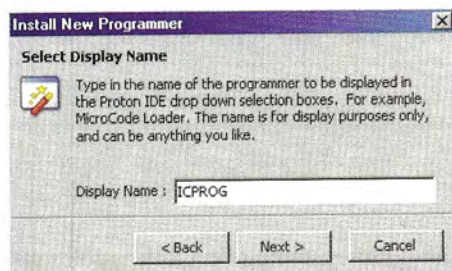 Install New Programmer
Select Display Name
Type in the name of the programmer to be displayed in
the Proton IDE drop down selection boxes. For example,
MicroCode Loader. The name is for display purposes only,
and can be anything you like.
Display Name : ICPROG
< Back Next > Cancel